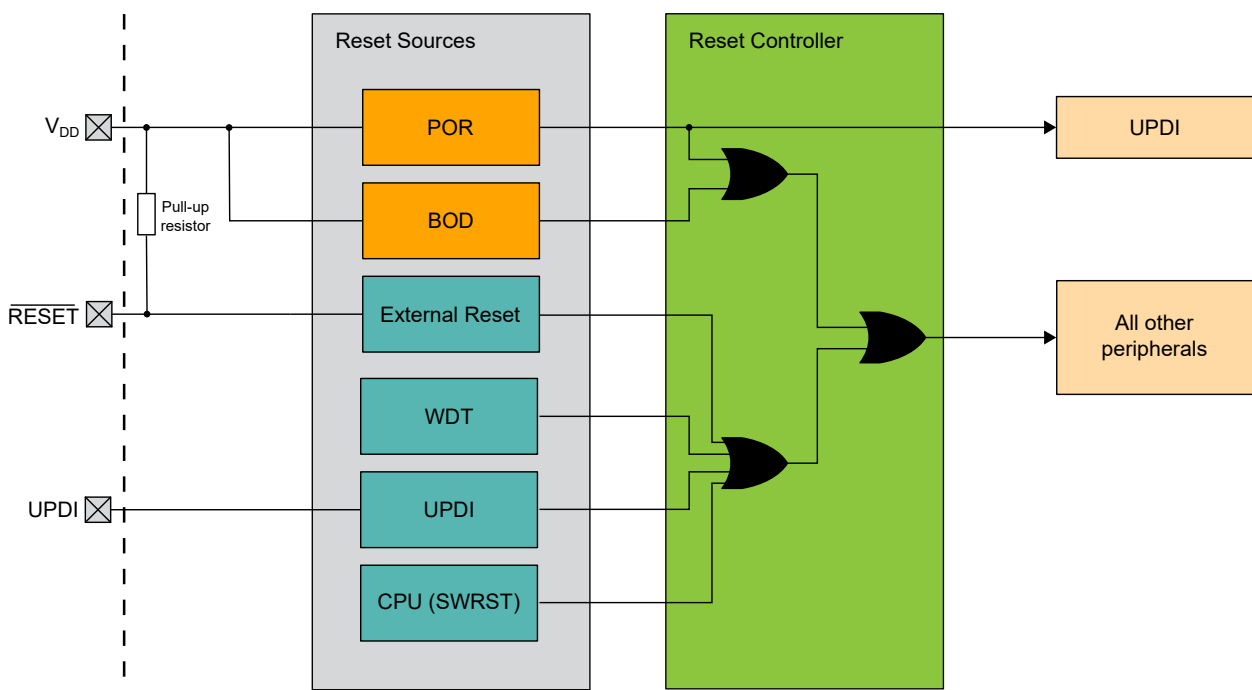 Reset Sources
Reset Controller
VDD
POR
UPDI
Pull-up
resistor
BOD
RESET
External Reset
All other
peripherals
WDT
UPDI
UPDI
CPU (SWRST)